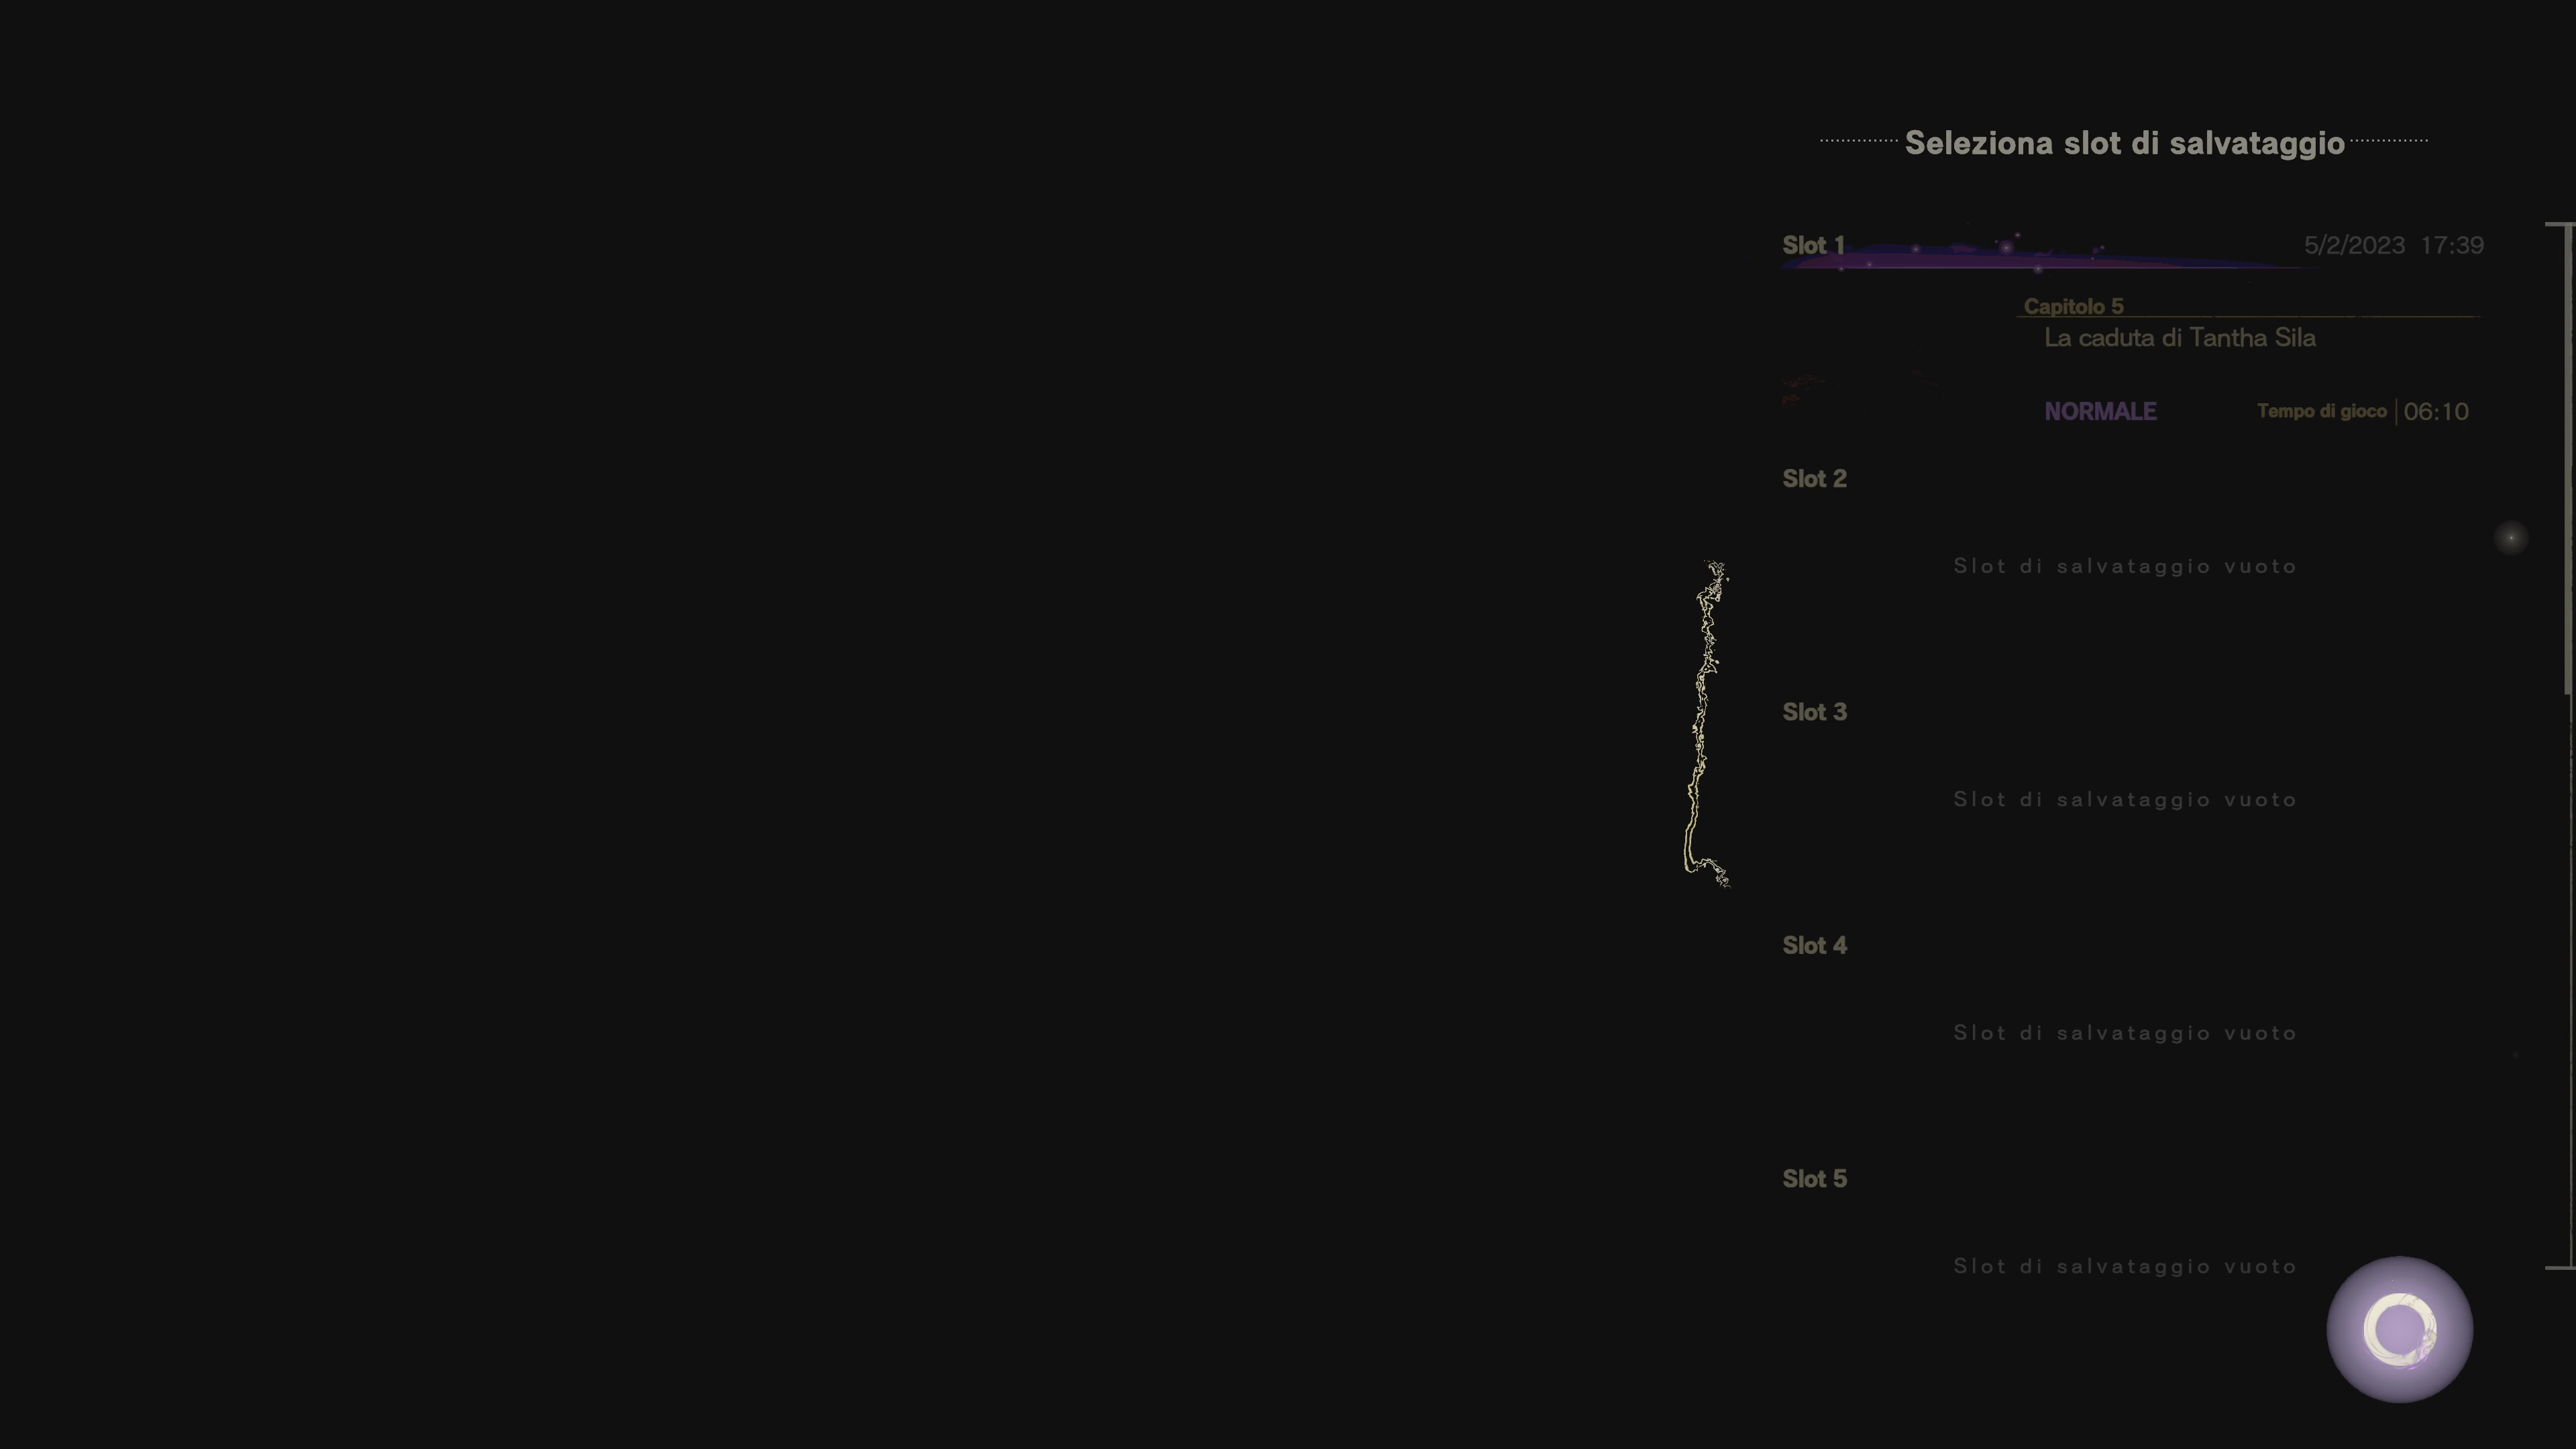 Seleziona slot di salvataggio
Slot 1
5/2/2023 17:39
Capitolo 5
La caduta di Tantha Sila
NORMALE
Tempo di gioco 06:10
Slot 2
Slot di salvataggio vuoto
Slot 3
Slot di salvataggio vuoto
Slot 4
Slot di salvataggio vuoto
Slot 5
Slot di salvataggio vuoto